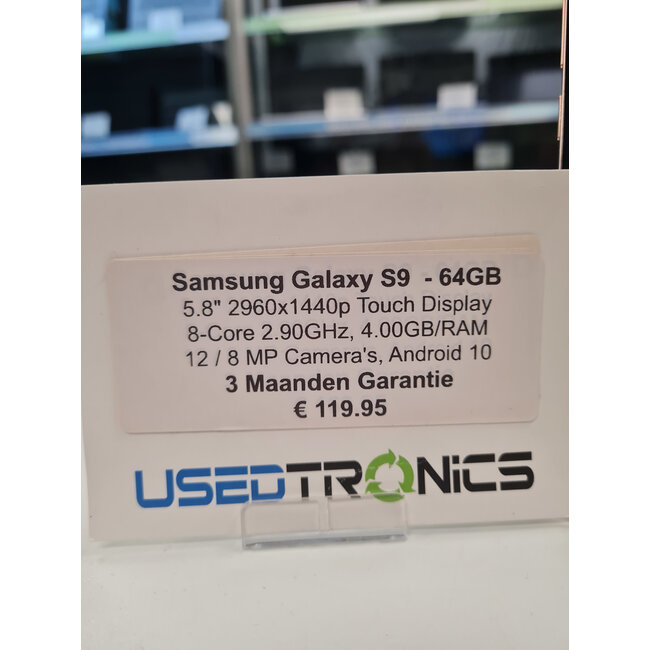 Samsung Galaxy S9 - 64GB
5.8" 2960x1440p Touch Display
8-Core 2.90GHz, 4.00GB/RAM
12 / 8 MP Camera's, Android 10
3 Maanden Garantie
€ 119.95
USEDTRONiCS